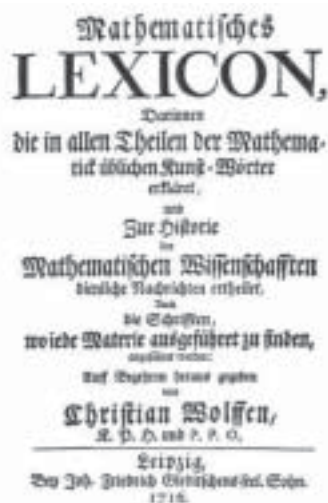 Mathematisches
LEXICON,
Darinnen
die in allen Theilen der Mathema-
tick üblichen Kunst-Wörter
erkläret,
und
Zur Historie
der
Mathematischen Wissenschafften
dienliche Nachrichten ertheilet,
Auch
die Schrifften,
wo iede Materie ausgeführet zu finden,
angeführet werden:
Auff Begehren heraus gegeben
von
Christian Wolffen,
K. P. H. und P. P. O.
Leipzig,
Bey Joh. Friedrich Gleditschens seel. Sohn.
1716.